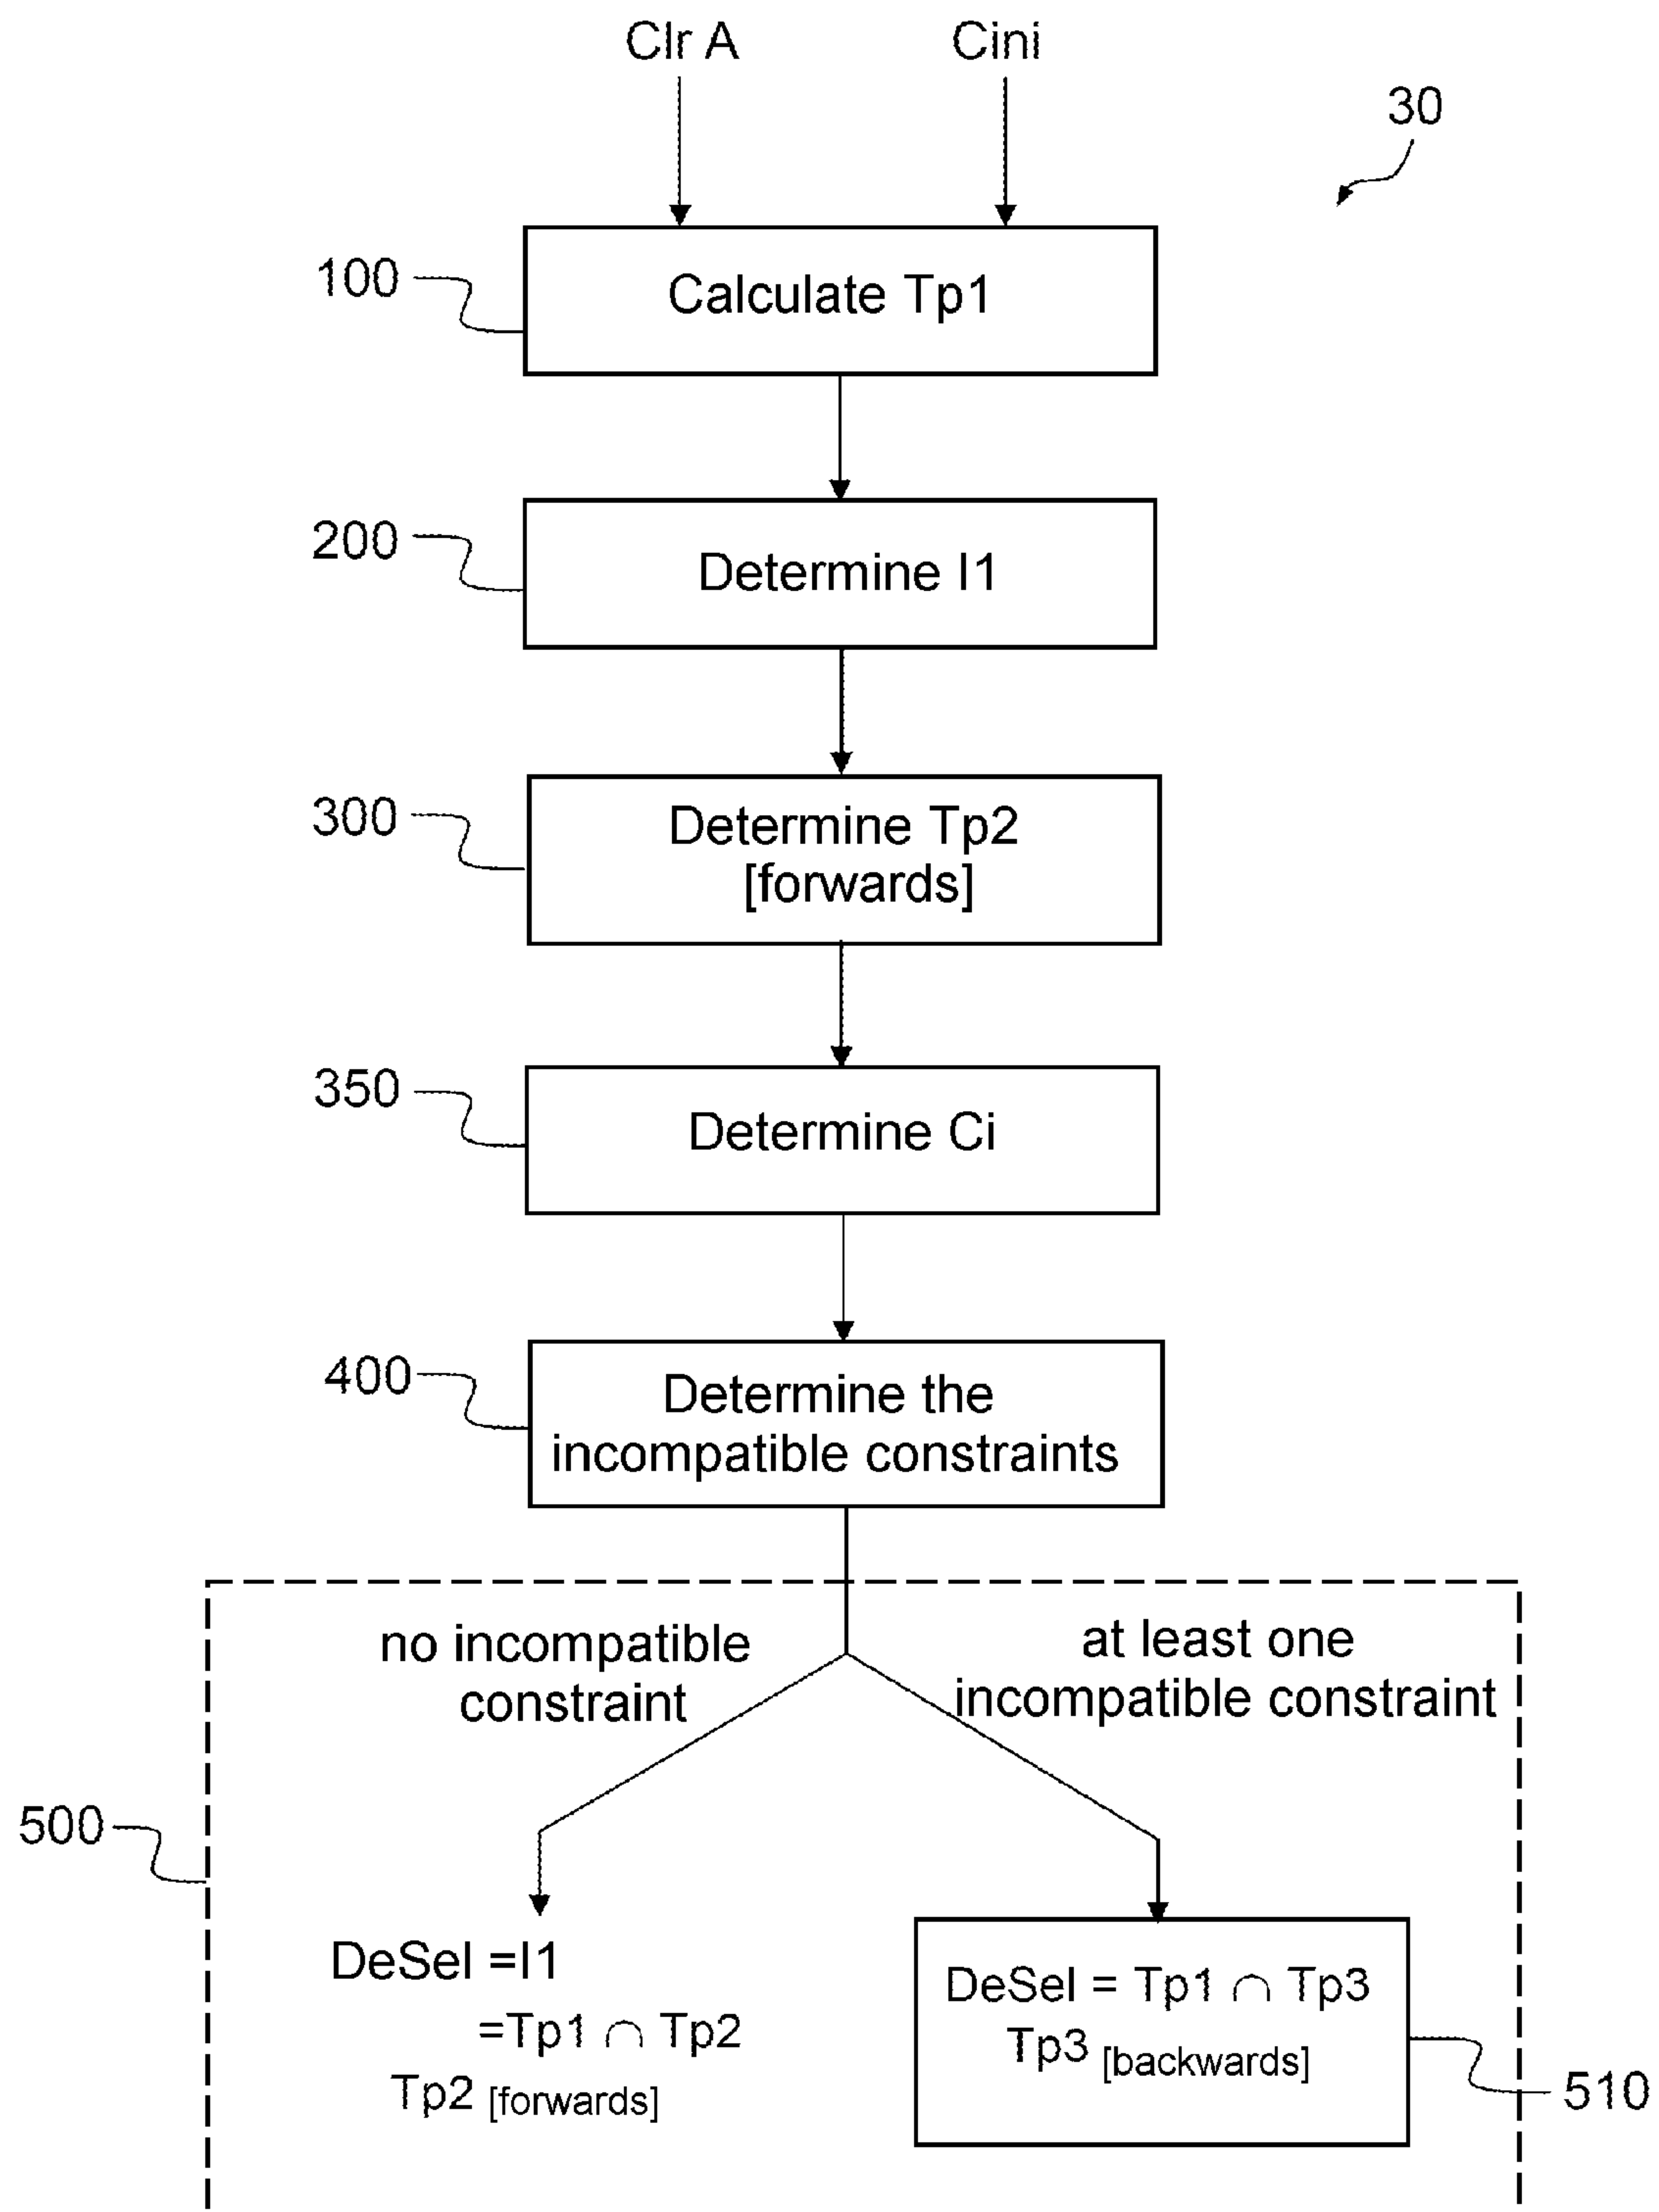 Clr A
Cini
30
100
Calculate Tp1
200
Determine I1
300
Determine Tp2
[forwards]
350
Determine Ci
400
Determine the
incompatible constraints
no incompatible
constraint
at least one
incompatible constraint
500
DeSel =I1
=Tp1 ∩ Tp2
Tp2 [forwards]
DeSel = Tp1 ∩ Tp3
Tp3 [backwards]
510